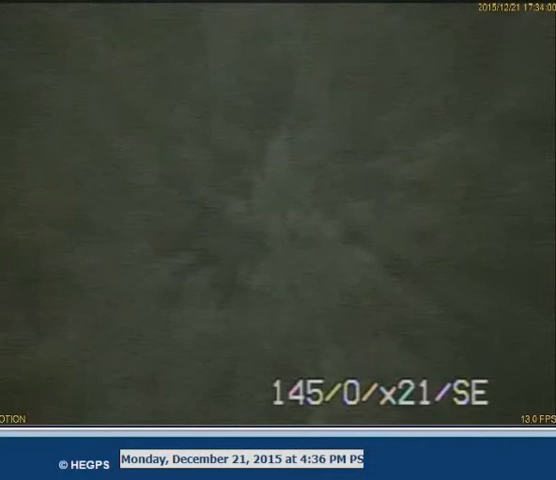 2015/12/21 17:34:00
145/0/x21/SE
OTION
13.0 FPS
© HEGPS
Monday, December 21, 2015 at 4:36 PM PS